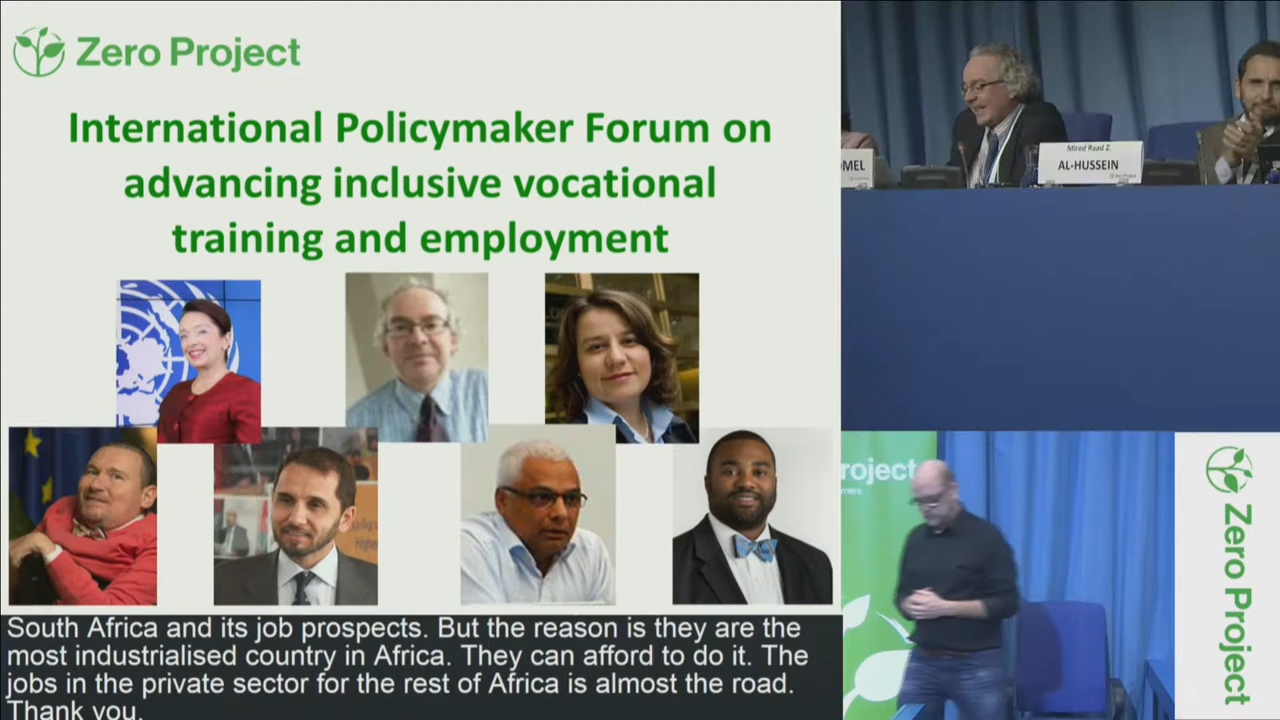 Zero Project
International Policymaker Forum on
advancing inclusive vocational
training and employment
South Africa and its job prospects. But the reason is they are the
most industrialised country in Africa. They can afford to do it. The
jobs in the private sector for the rest of Africa is almost the road.
Thank you.
Mired Raad Z.
AL-HUSSEIN
Zero Project